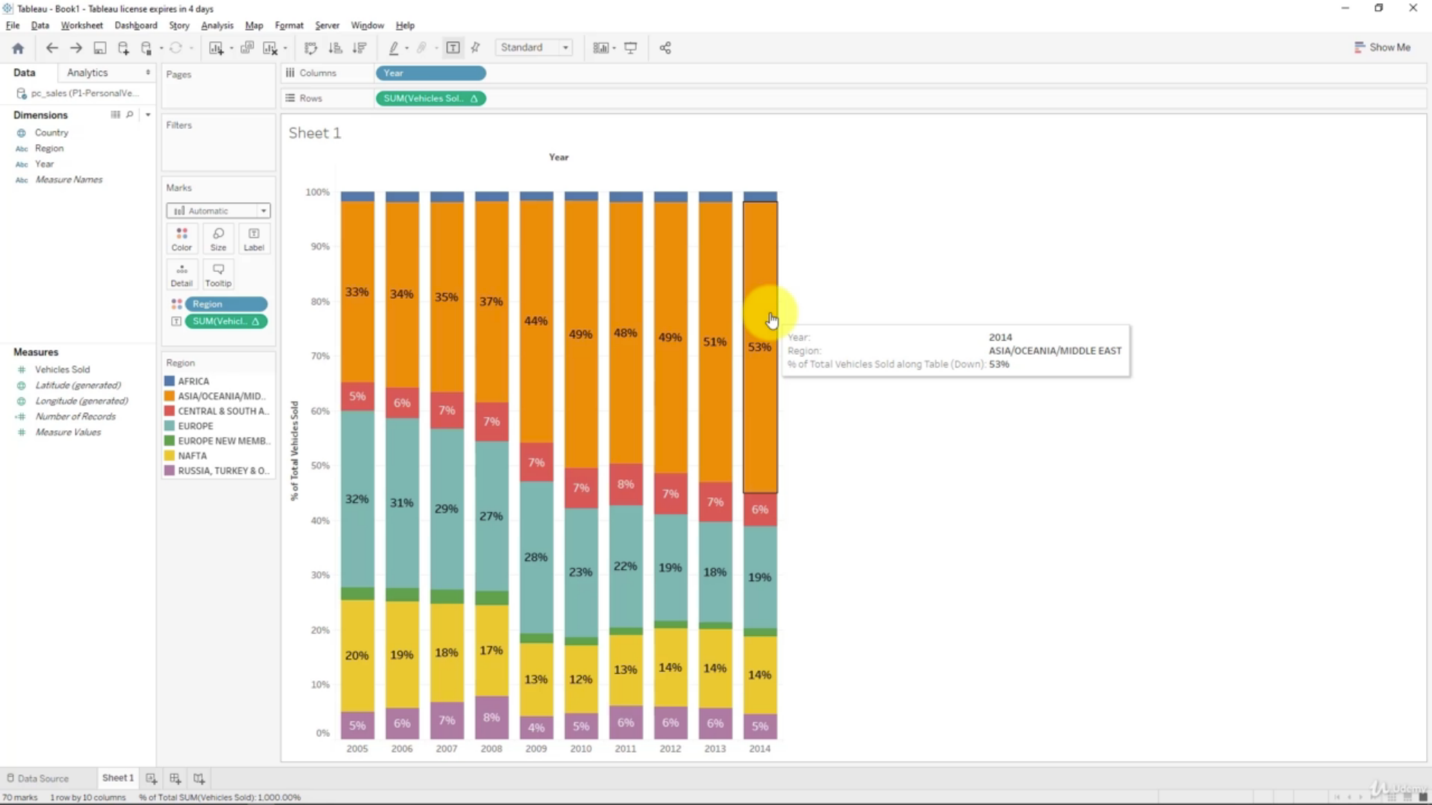 Tableau - Book1 - Tableau license expires in 4 days
File Data Worksheet Dashboard Story Analysis Map Format Server Window Help
Standard
Show Me
Data Analytics
pc_sales (P1-PersonalVe...
Dimensions
Country
Abc Region
Abc Year
Abc Measure Names
Measures
Vehicles Sold
Latitude (generated)
Longitude (generated)
Number of Records
Measure Values
Pages
Filters
Marks
Automatic
Color Size Label
Detail Tooltip
Region
SUM(Vehicl..
Region
AFRICA
ASIA/OCEANIA/MID..
CENTRAL & SOUTH A..
EUROPE
EUROPE NEW MEMB..
NAFTA
RUSSIA, TURKEY & O..
Columns Year
Rows SUM(Vehicles Sol..
Sheet 1
Year
% of Total Vehicles Sold
100%
90%
80%
70%
60%
50%
40%
30%
20%
10%
0%
33% 34% 35% 37% 44% 49% 48% 49% 51% 53%
5% 6% 7% 7% 7% 7% 8% 7% 7% 6%
32% 31% 29% 27% 28% 23% 22% 19% 18% 19%
20% 19% 18% 17% 13% 12% 13% 14% 14% 14%
5% 6% 7% 8% 4% 5% 6% 6% 6% 5%
2005 2006 2007 2008 2009 2010 2011 2012 2013 2014
Year: 2014
Region: ASIA/OCEANIA/MIDDLE EAST
% of Total Vehicles Sold along Table (Down): 53%
Data Source Sheet 1
70 marks 1 row by 10 columns % of Total SUM(Vehicles Sold): 1,000.00%
Udemy